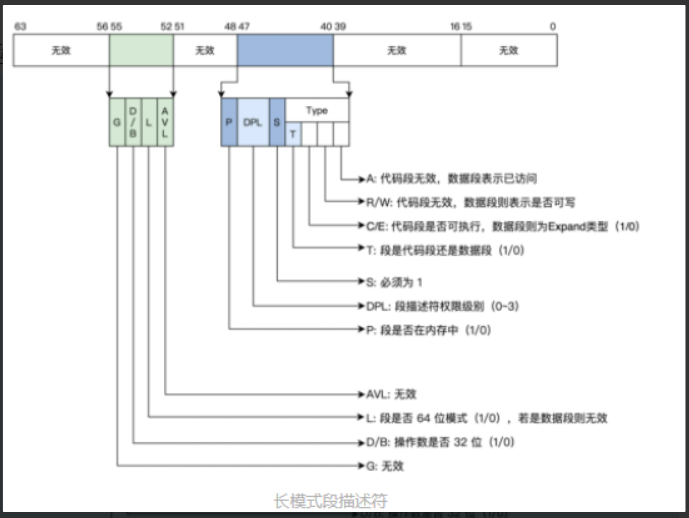 63 56 55 52 51 48 47 40 39 16 15 0
无效 无效 无效 无效
G D/B L AVL P DPL S Type
T
A: 代码段无效，数据段表示已访问
R/W: 代码段无效，数据段则表示是否可写
C/E: 代码段是否可执行，数据段则为Expand类型（1/0）
T: 段是代码段还是数据段（1/0）
S: 必须为 1
DPL: 段描述符权限级别（0~3）
P: 段是否在内存中（1/0）
AVL: 无效
L: 段是否 64 位模式（1/0），若是数据段则无效
D/B: 操作数是否 32 位（1/0）
G: 无效
长模式段描述符